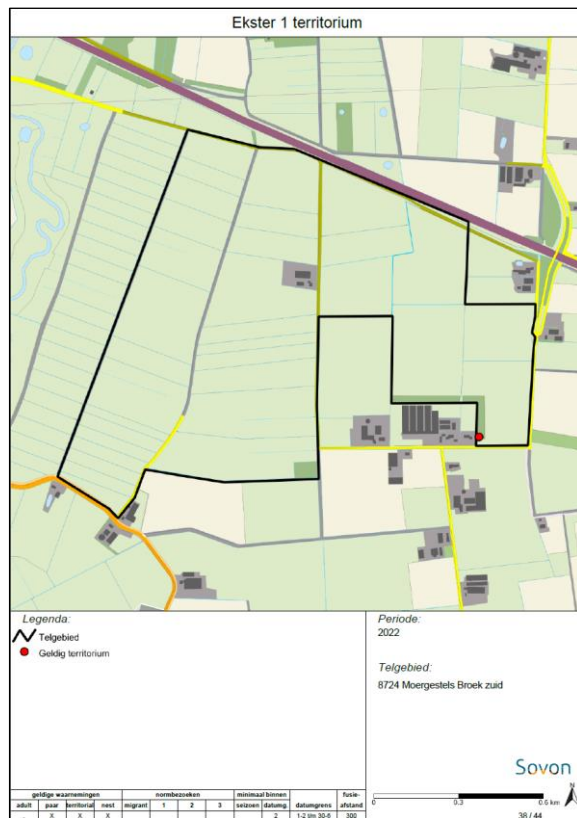 Ekster 1 territorium
Legenda:
Telgebied
Geldig territorium
Periode:
2022
Telgebied:
8724 Moergestels Broek zuid
Sovon
0 0.3 0.6 km
N
38 / 44
geldige waarnemingen normbezoeken minimaal binnen fusie-
adult paar territorial nest migrant 1 2 3 seizoen datumg. datumgrens afstand
- X X X 2 1-2 t/m 30-6 300